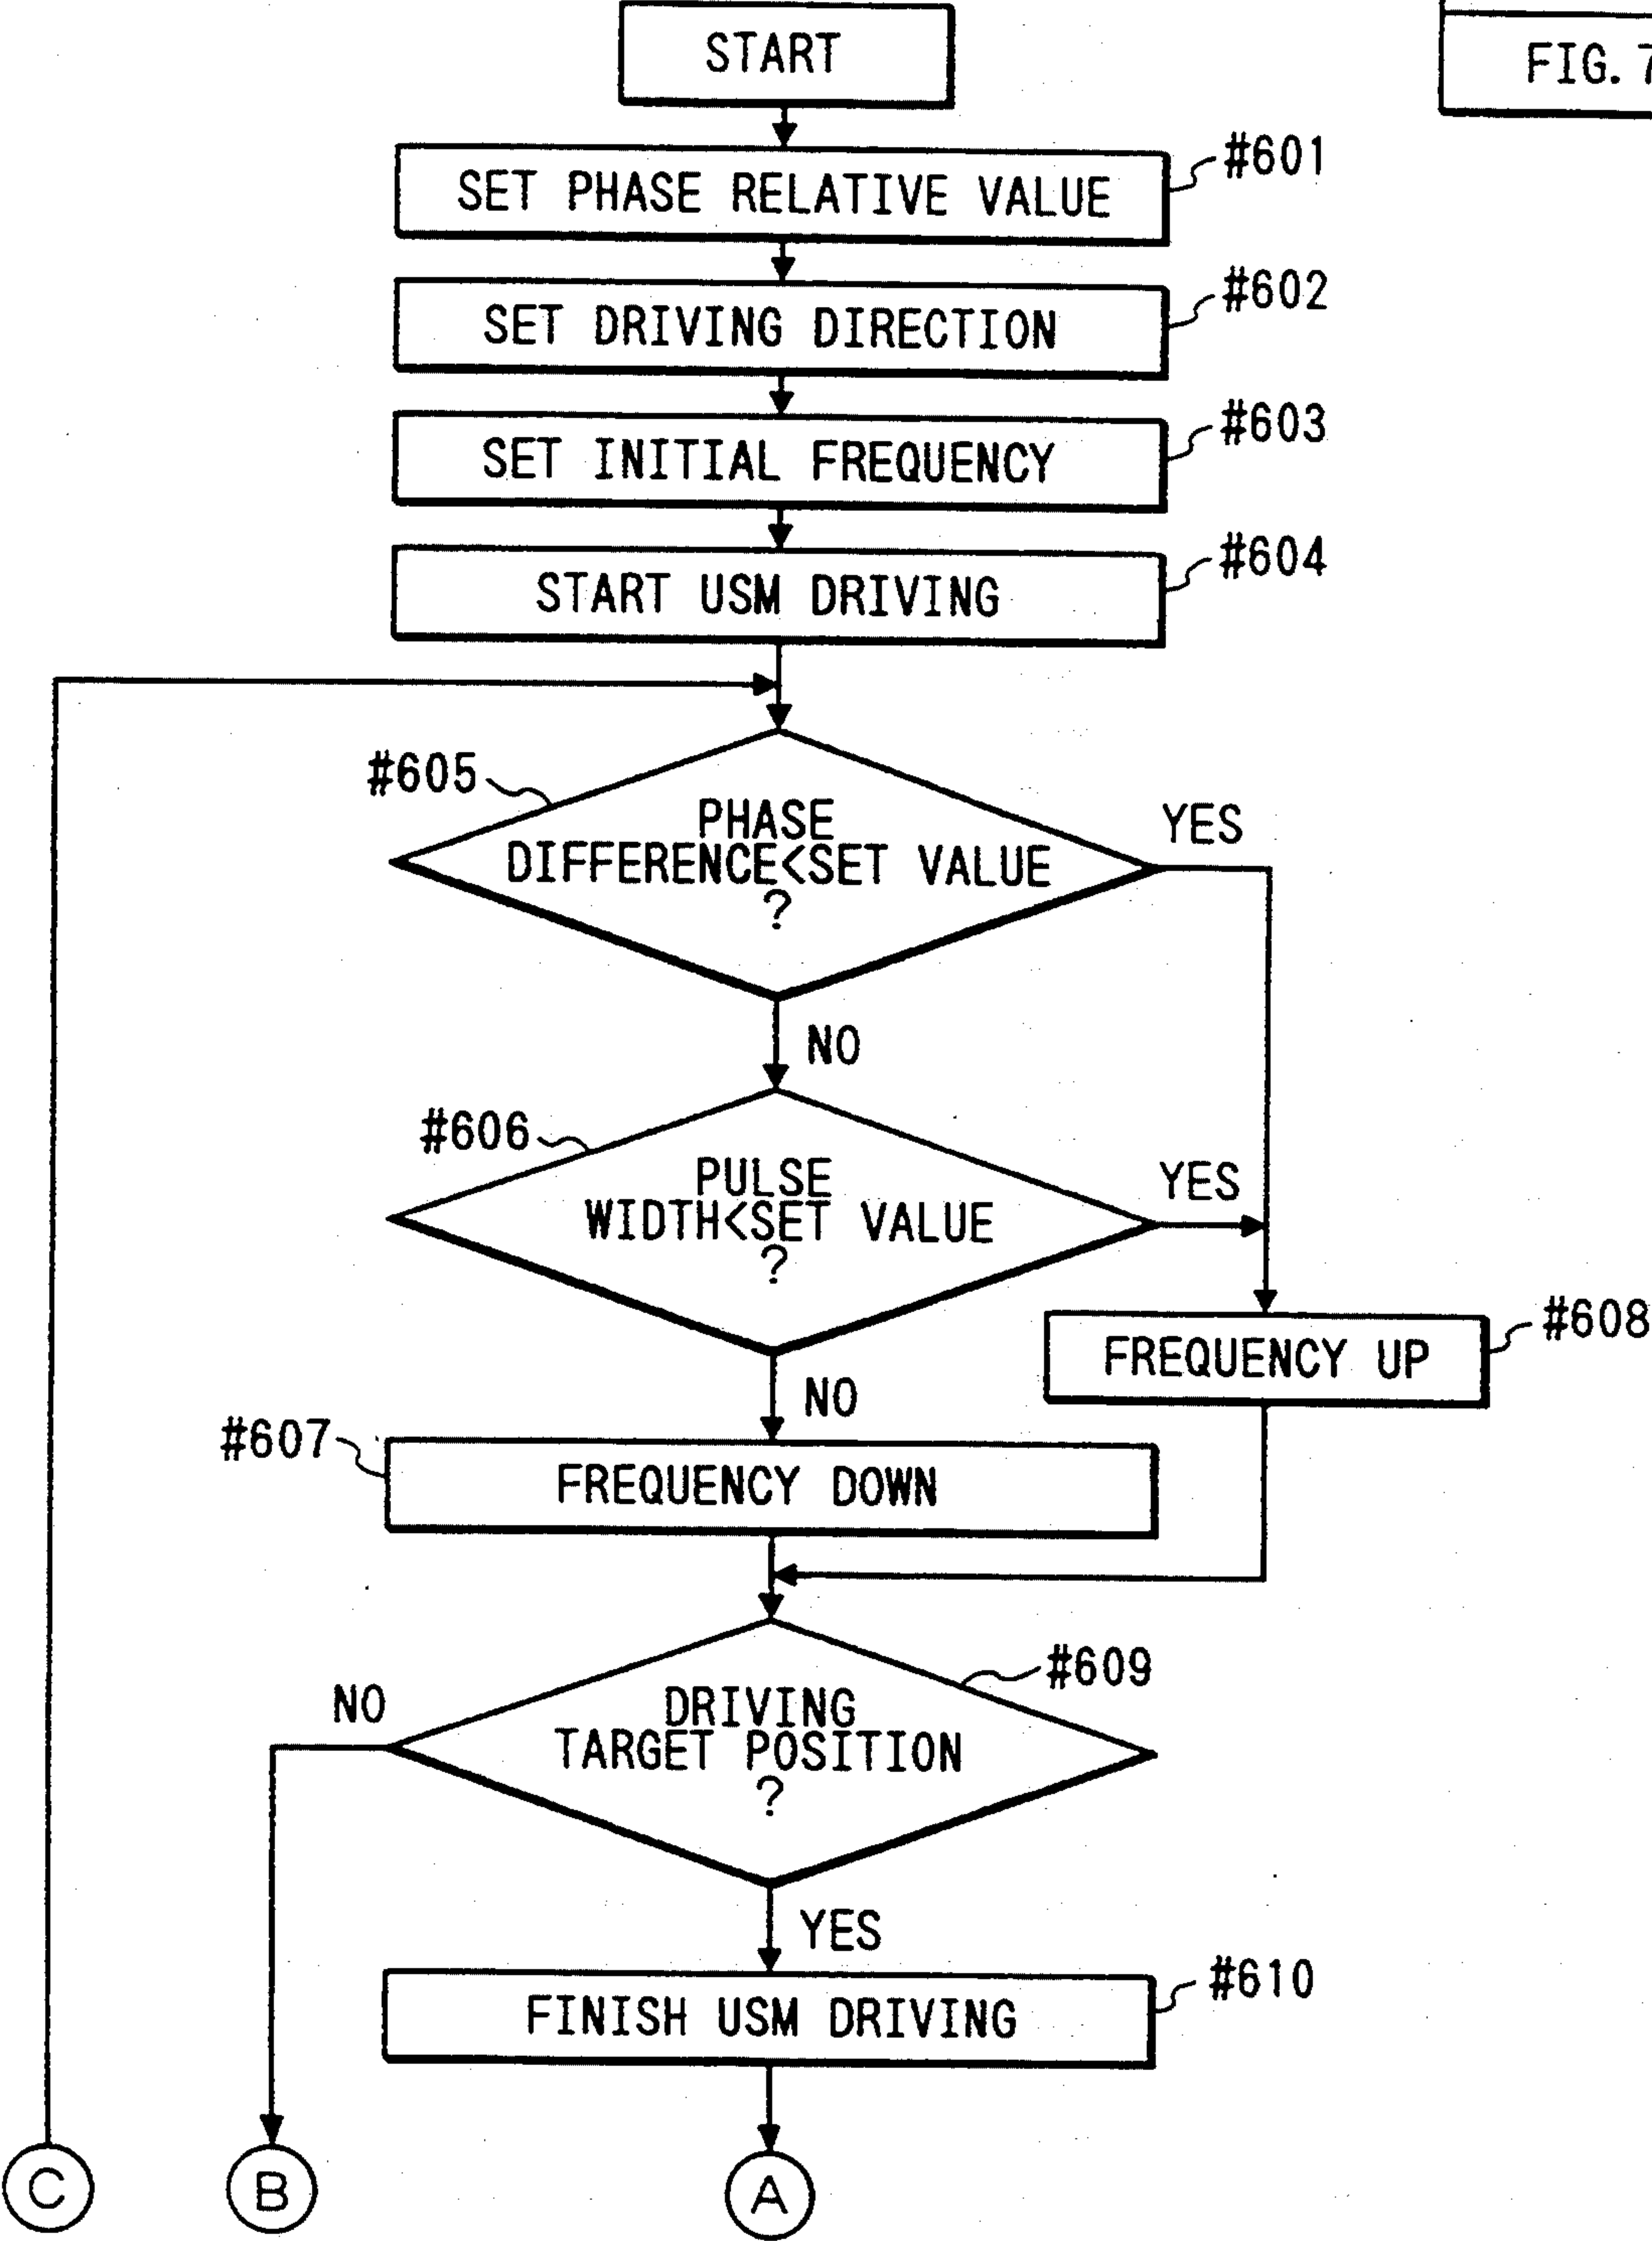 START
FIG. 7
SET PHASE RELATIVE VALUE
#601
SET DRIVING DIRECTION
#602
SET INITIAL FREQUENCY
#603
START USM DRIVING
#604
#605
PHASE
DIFFERENCE<SET VALUE
?
YES
NO
#606
PULSE
WIDTH<SET VALUE
?
YES
NO
#608
FREQUENCY UP
#607
FREQUENCY DOWN
#609
DRIVING
TARGET POSITION
?
NO
YES
FINISH USM DRIVING
#610
C
B
A